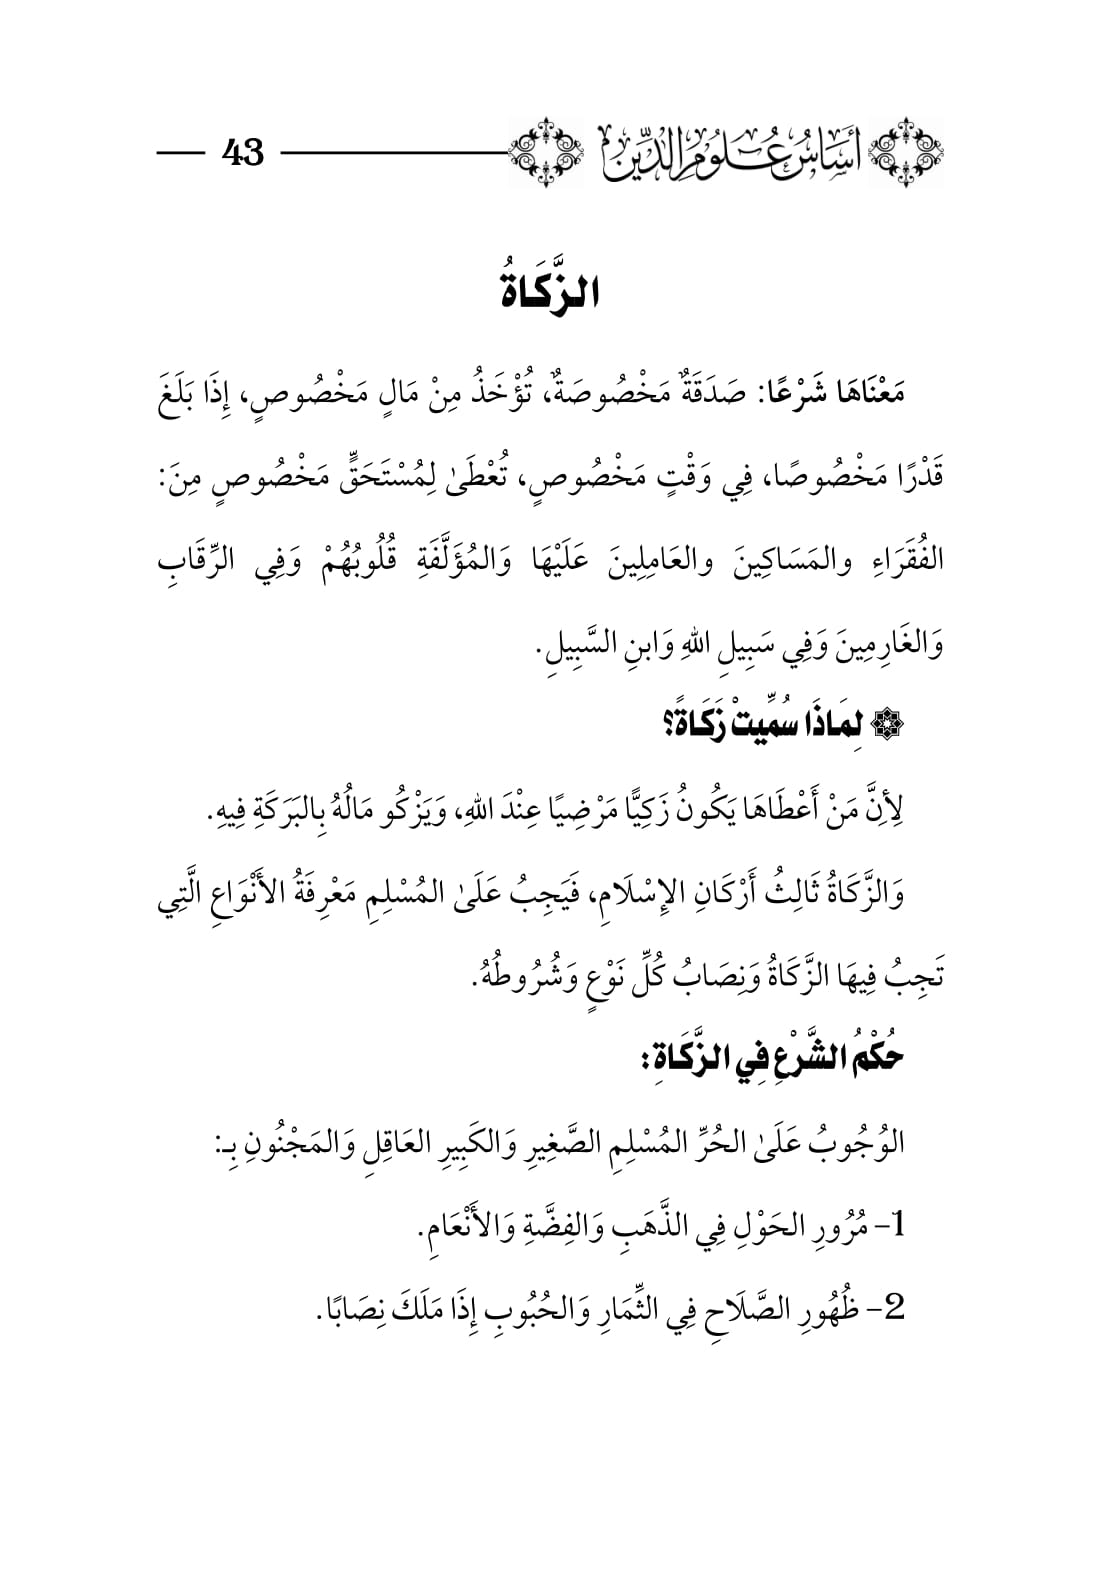 أَسَاسُ عُلُومِ الدِّينِ 43
الزَّكَاةُ
مَعْنَاهَا شَرْعًا: صَدَقَةٌ مَخْصُوصَةٌ، تُؤْخَذُ مِنْ مَالٍ مَخْصُوصٍ، إِذَا بَلَغَ
قَدْرًا مَخْصُوصًا، فِي وَقْتٍ مَخْصُوصٍ، تُعْطَىٰ لِمُسْتَحَقٍّ مَخْصُوصٍ مِنَ:
الفُقَرَاءِ والمَسَاكِينَ والعَامِلِينَ عَلَيْهَا وَالمُؤَلَّفَةِ قُلُوبُهُمْ وَفِي الرِّقَابِ
وَالغَارِمِينَ وَفِي سَبِيلِ اللهِ وَابنِ السَّبِيلِ.
لِمَاذَا سُمِّيتْ زَكَاةً؟
لِأِنَّ مَنْ أَعْطَاهَا يَكُونُ زَكِيًّا مَرْضِيًا عِنْدَ اللهِ، وَيَزْكُو مَالُهُ بِالبَرَكَةِ فِيهِ.
وَالزَّكَاةُ ثَالِثُ أَرْكَانِ الإِسْلَامِ، فَيَجِبُ عَلَىٰ المُسْلِمِ مَعْرِفَةُ الأَنْوَاعِ الَّتِي
تَجِبُ فِيهَا الزَّكَاةُ وَنِصَابُ كُلِّ نَوْعٍ وَشُرُوطُهُ.
حُكْمُ الشَّرْعِ فِي الزَّكَاةِ:
الوُجُوبُ عَلَىٰ الحُرِّ المُسْلِمِ الصَّغِيرِ وَالكَبِيرِ العَاقِلِ وَالمَجْنُونِ بِـ:
1- مُرُورِ الحَوْلِ فِي الذَّهَبِ وَالفِضَّةِ وَالأَنْعَامِ.
2- ظُهُورِ الصَّلَاحِ فِي الثِّمَارِ وَالحُبُوبِ إِذَا مَلَكَ نِصَابًا.